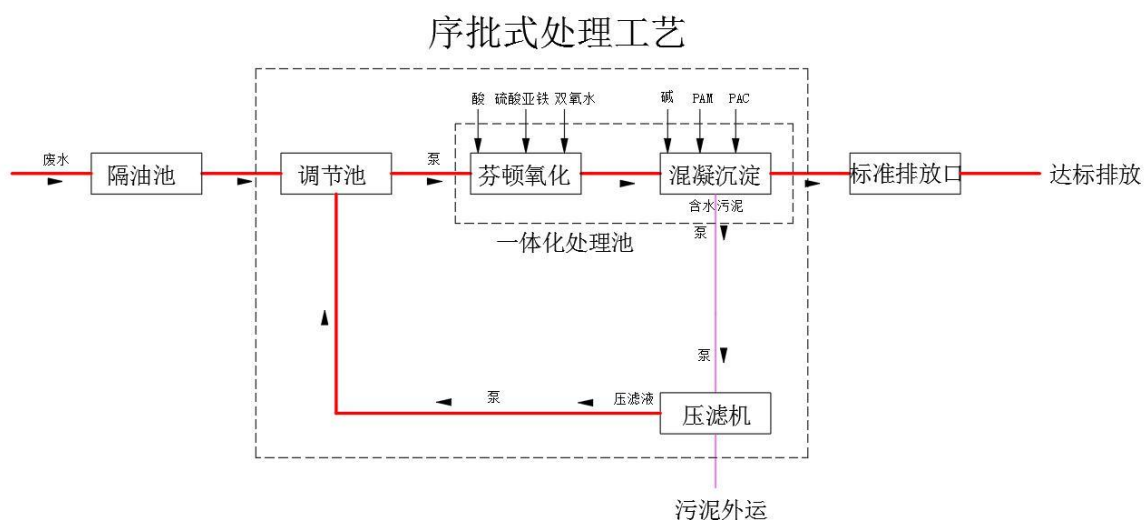 序批式处理工艺
酸
硫酸亚铁
双氧水
碱
PAM
PAC
废水
隔油池
调节池
泵
芬顿氧化
混凝沉淀
标准排放口
达标排放
含水污泥
一体化处理池
泵
泵
泵
压滤液
压滤机
污泥外运